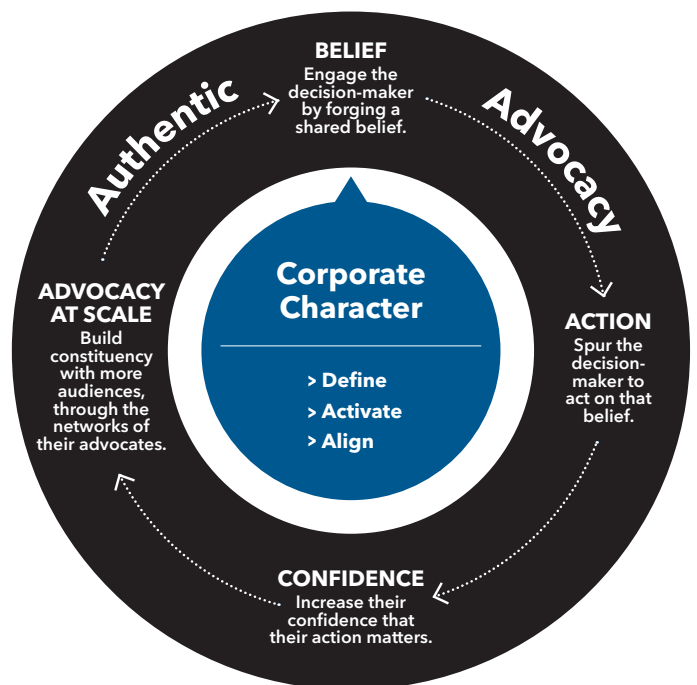 Authentic
Advocacy
BELIEF
Engage the
decision-maker
by forging a
shared belief.
ACTION
Spur the
decision-
maker to
act on that
belief.
CONFIDENCE
Increase their
confidence that
their action matters.
ADVOCACY
AT SCALE
Build
constituency
with more
audiences,
through the
networks of
their advocates.
Corporate
Character
> Define
> Activate
> Align